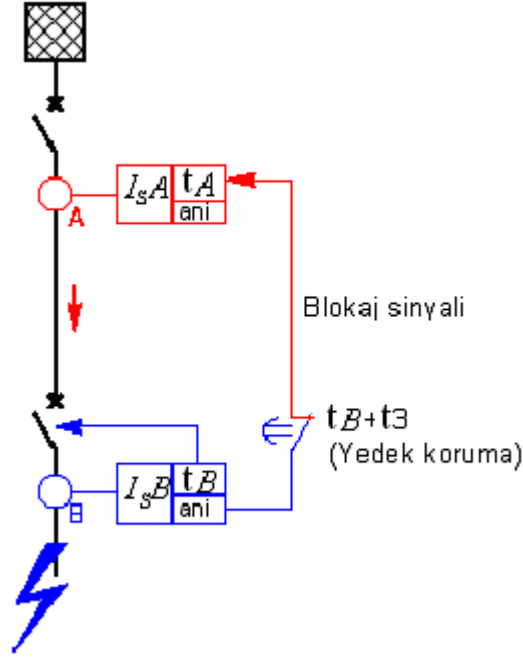 IsA tA
ani
A
Blokaj sinyali
tB+t3
(Yedek koruma)
IsB tB
ani
B